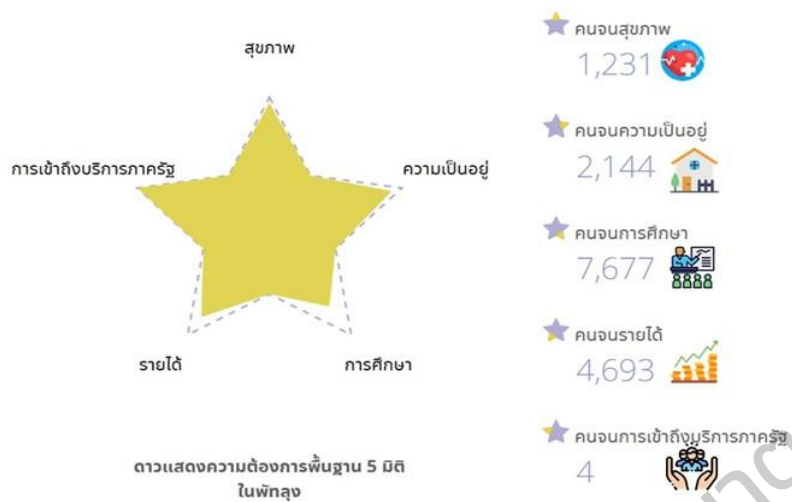 สุขภาพ
การเข้าถึงบริการภาครัฐ
ความเป็นอยู่
รายได้
การศึกษา
ดาวแสดงความต้องการพื้นฐาน 5 มิติ
ในพัทลุง
คนจนสุขภาพ
1,231
คนจนความเป็นอยู่
2,144
คนจนการศึกษา
7,677
คนจนรายได้
4,693
คนจนการเข้าถึงบริการภาครัฐ
4